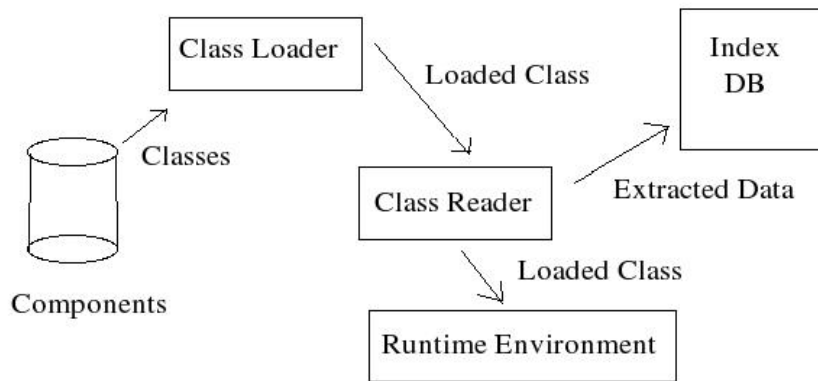 Class Loader
Index
DB
Loaded Class
Classes
Class Reader
Extracted Data
Loaded Class
Components
Runtime Environment